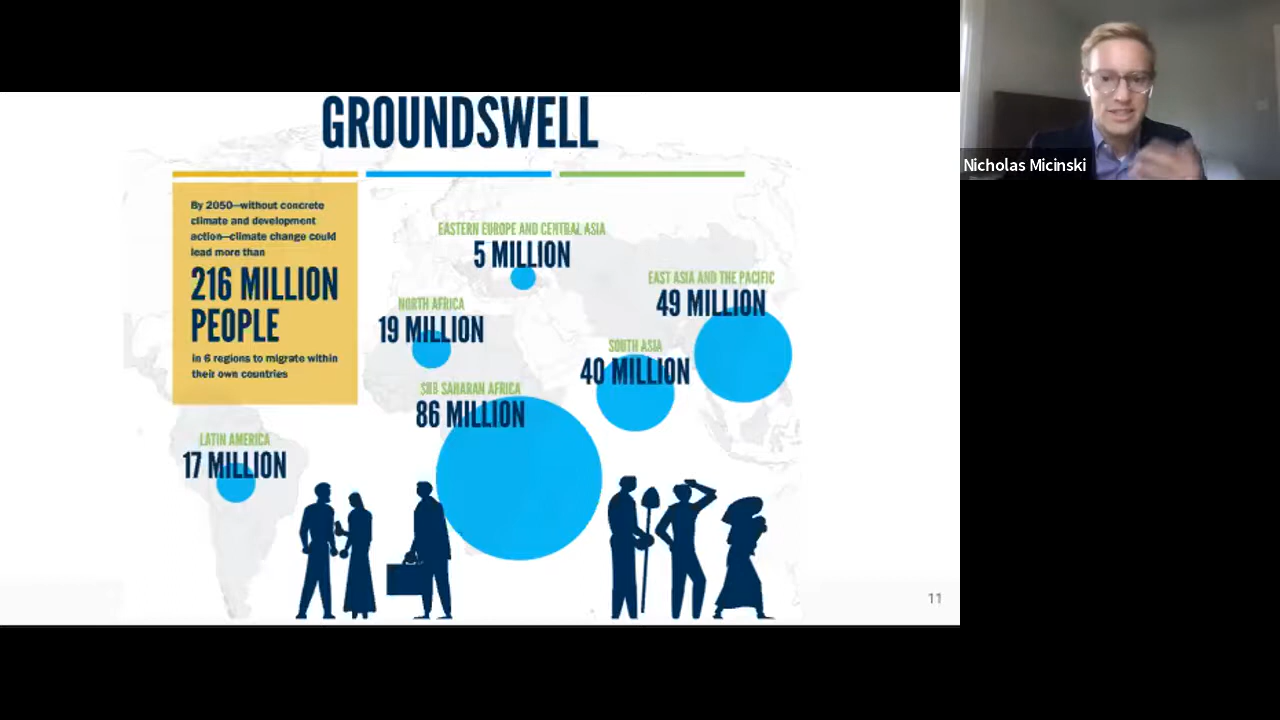 GROUNDSWELL
By 2050—without concrete
climate and development
action—climate change could
lead more than
216 MILLION
PEOPLE
in 6 regions to migrate within
their own countries
EASTERN EUROPE AND CENTRAL ASIA
5 MILLION
EAST ASIA AND THE PACIFIC
49 MILLION
NORTH AFRICA
19 MILLION
SOUTH ASIA
40 MILLION
SUB SAHARAN AFRICA
86 MILLION
LATIN AMERICA
17 MILLION
11
Nicholas Micinski